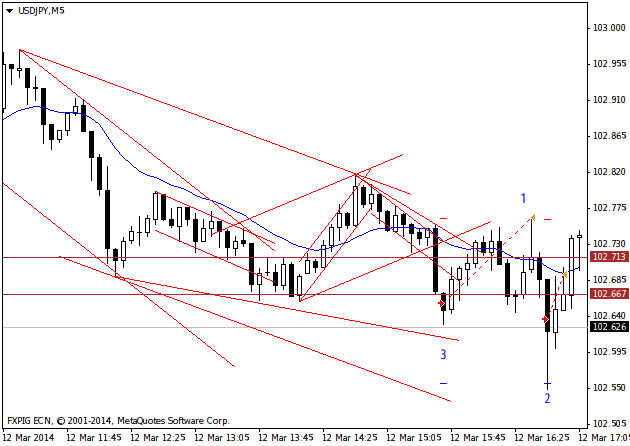 USDJPY,M5
103.000
102.955
102.910
102.865
102.820
102.775
1
102.730
102.713
102.685
102.667
102.640
102.626
3
102.595
102.550
2
102.505
FXPIG ECN, © 2001-2014, MetaQuotes Software Corp.
12 Mar 2014
12 Mar 11:45
12 Mar 12:25
12 Mar 13:05
12 Mar 13:45
12 Mar 14:25
12 Mar 15:05
12 Mar 15:45
12 Mar 16:25
12 Mar 17:05